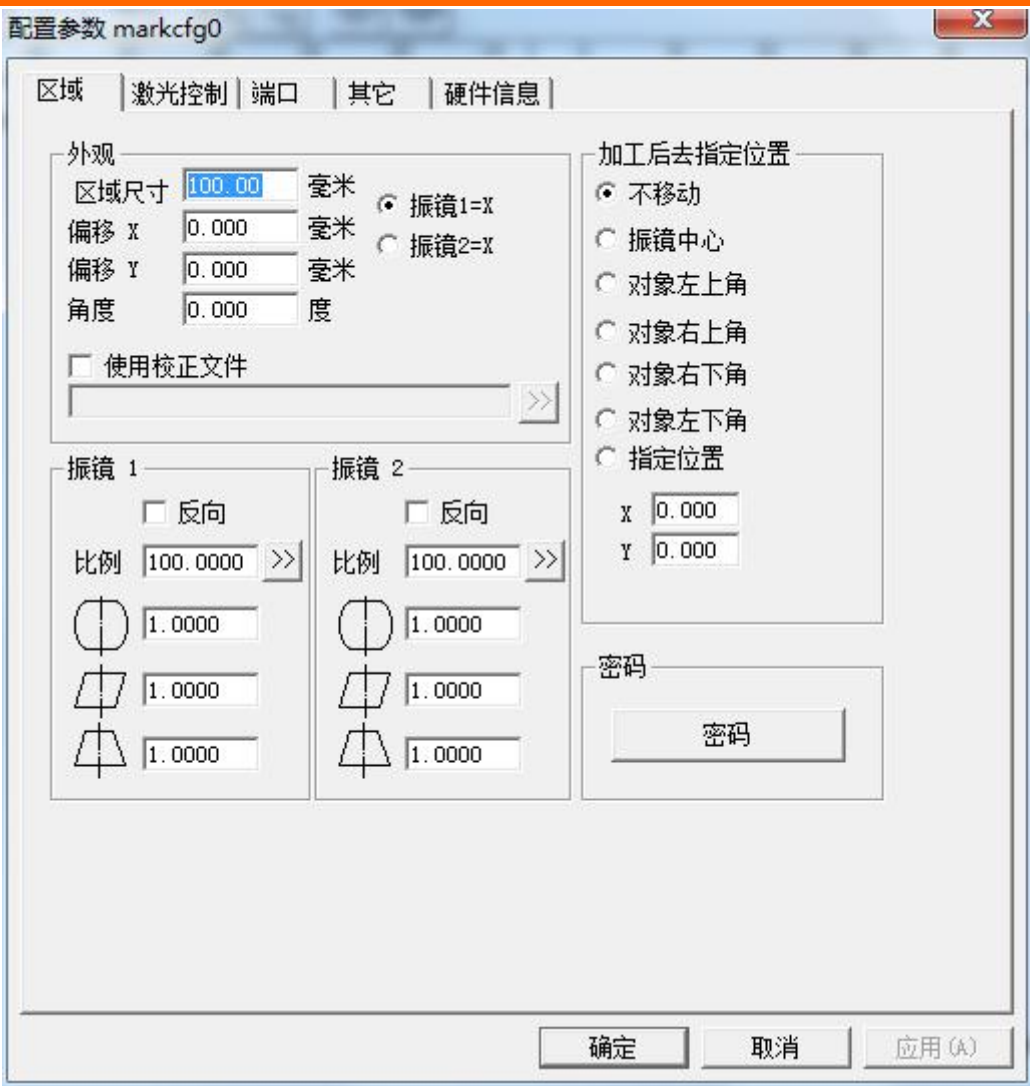 配置参数 markcfg0
X
区域 激光控制 端口 其它 硬件信息
外观
区域尺寸 100.00 毫米
偏移 X 0.000 毫米
偏移 Y 0.000 毫米
角度 0.000 度
振镜1=X
振镜2=X
使用校正文件
>>
振镜 1
反向
比例 100.0000 >>
1.0000
1.0000
1.0000
振镜 2
反向
比例 100.0000 >>
1.0000
1.0000
1.0000
加工后去指定位置
不移动
振镜中心
对象左上角
对象右上角
对象右下角
对象左下角
指定位置
X 0.000
Y 0.000
密码
密码
确定 取消 应用(A)